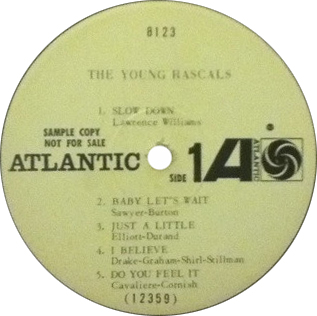 8123
THE YOUNG RASCALS
1. SLOW DOWN
Lawrence Williams
SAMPLE COPY
NOT FOR SALE
ATLANTIC
SIDE 1
A
ATLANTIC
2. BABY LET'S WAIT
Sawyer-Burton
3. JUST A LITTLE
Elliott-Durand
4. I BELIEVE
Drake-Graham-Shirl-Stillman
5. DO YOU FEEL IT
Cavaliere-Cornish
(12359)